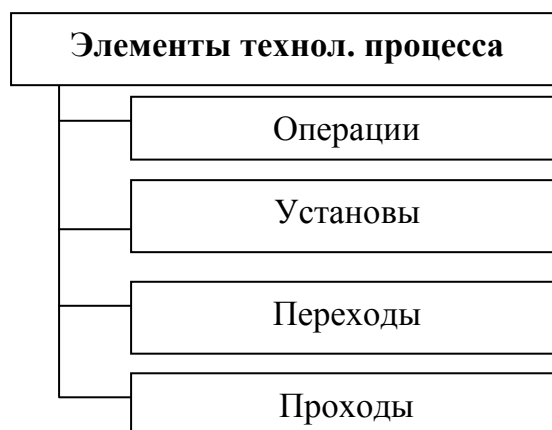 Элементы технол. процесса
Операции
Установы
Переходы
Проходы